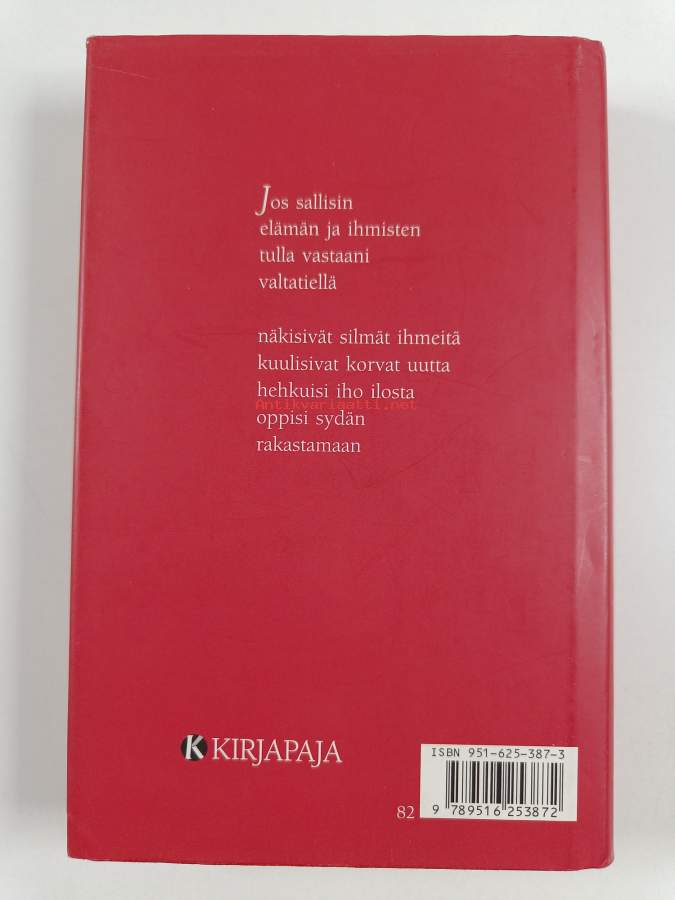 Jos sallisin
elämän ja ihmisten
tulla vastaani
valtatiellä
näkisivät silmät ihmeitä
kuulisivat korvat uutta
hehkuisi iho ilosta
Antikvariaatti.net
oppisi sydän
rakastamaan
K KIRJAPAJA
ISBN 951-625-387-3
82
9 789516 253872